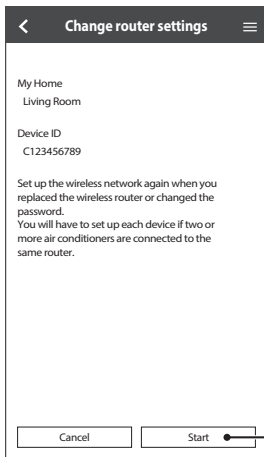 Change router settings
My Home
Living Room
Device ID
C123456789
Set up the wireless network again when you
replaced the wireless router or changed the
password.
You will have to set up each device if two or
more air conditioners are connected to the
same router.
Cancel
Start